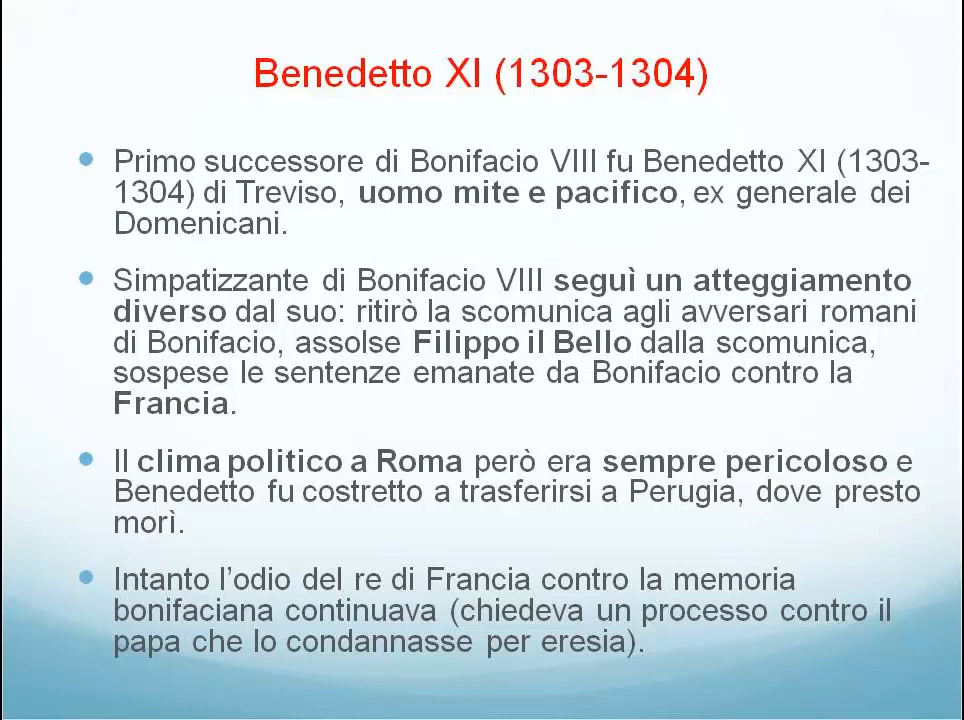 Benedetto XI (1303-1304)
• Primo successore di Bonifacio VIII fu Benedetto XI (1303-
1304) di Treviso, uomo mite e pacifico, ex generale dei
Domenicani.
• Simpatizzante di Bonifacio VIII seguì un atteggiamento
diverso dal suo: ritirò la scomunica agli avversari romani
di Bonifacio, assolse Filippo il Bello dalla scomunica,
sospese le sentenze emanate da Bonifacio contro la
Francia.
• Il clima politico a Roma però era sempre pericoloso e
Benedetto fu costretto a trasferirsi a Perugia, dove presto
morì.
• Intanto l’odio del re di Francia contro la memoria
bonifaciana continuava (chiedeva un processo contro il
papa che lo condannasse per eresia).